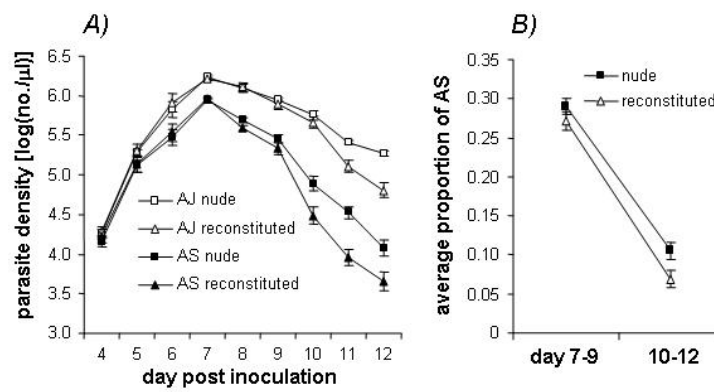 A)
parasite density [log(no./µl)]
6.5
6.0
5.5
5.0
4.5
4.0
3.5
3.0
AJ nude
AJ reconstituted
AS nude
AS reconstituted
4 5 6 7 8 9 10 11 12
day post inoculation
B)
average proportion of AS
0.35
0.30
0.25
0.20
0.15
0.10
0.05
0
nude
reconstituted
day 7-9 10-12